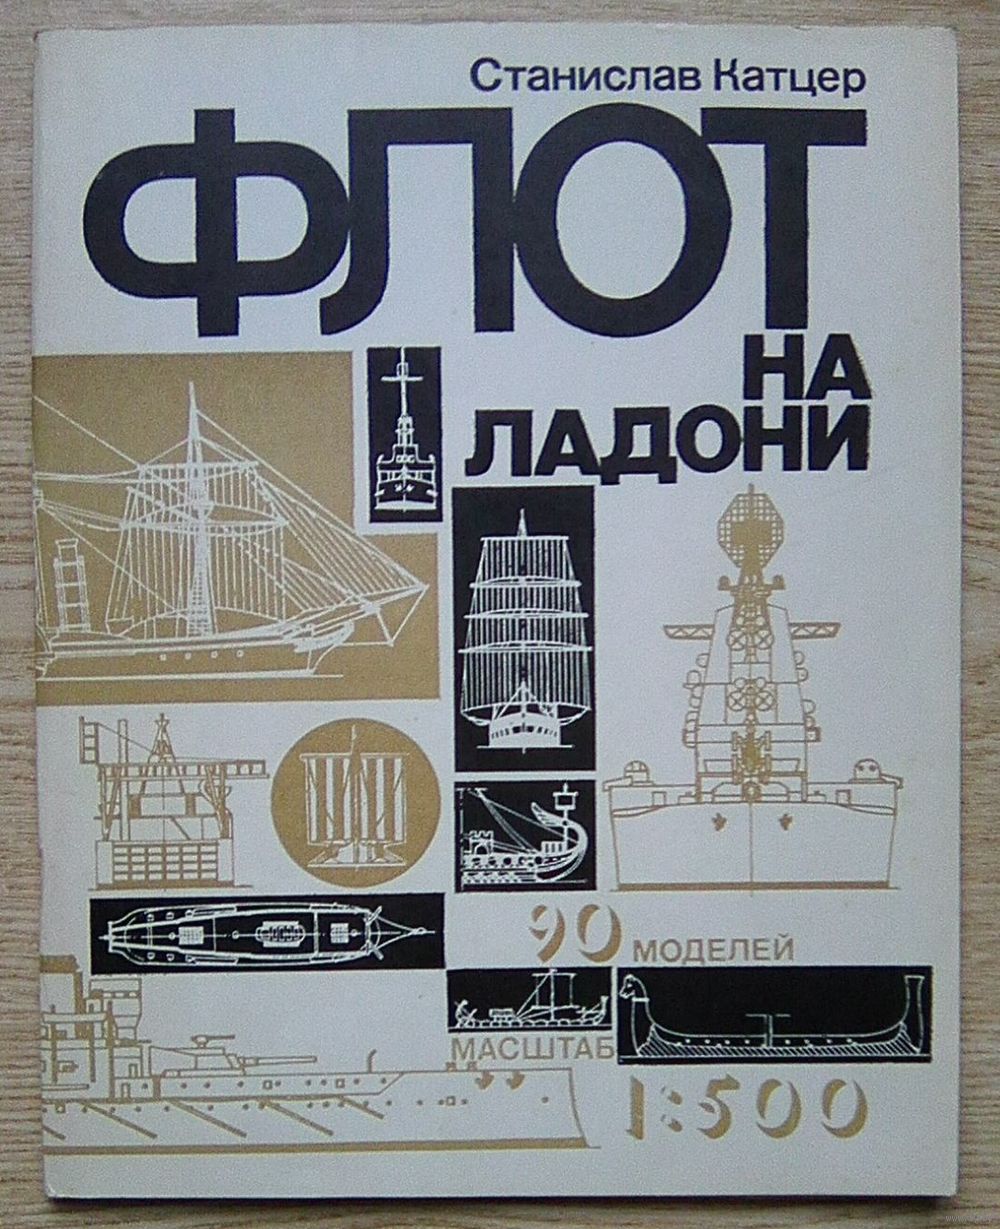 Станислав Катцер
ФЛОТ
НА
ЛАДОНИ
90 МОДЕЛЕЙ
МАСШТАБ
1:500